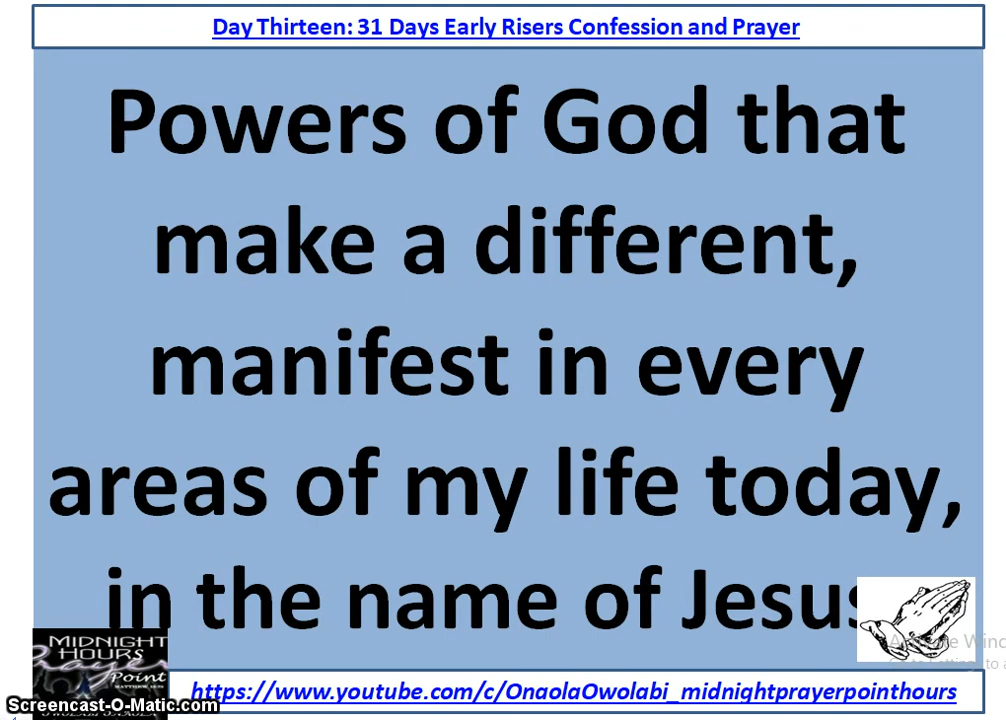 Day Thirteen: 31 Days Early Risers Confession and Prayer
Powers of God that
make a different,
manifest in every
areas of my life today,
in the name of Jesus
MIDNIGHT
HOURS
Prayer
Point
https://www.youtube.com/c/OnaolaOwolabi_midnightprayerpointhours
Screencast-O-Matic.com